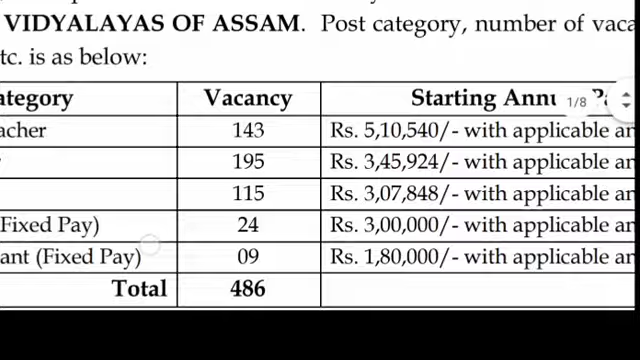 VIDYALAYAS OF ASSAM. Post category, number of vaca
tc. is as below:
ategory Vacancy Starting Annu
1/8
acher 143 Rs. 5,10,540/- with applicable an
195 Rs. 3,45,924/- with applicable an
115 Rs. 3,07,848/- with applicable an
(Fixed Pay) 24 Rs. 3,00,000/- with applicable an
ant (Fixed Pay) 09 Rs. 1,80,000/- with applicable an
Total 486